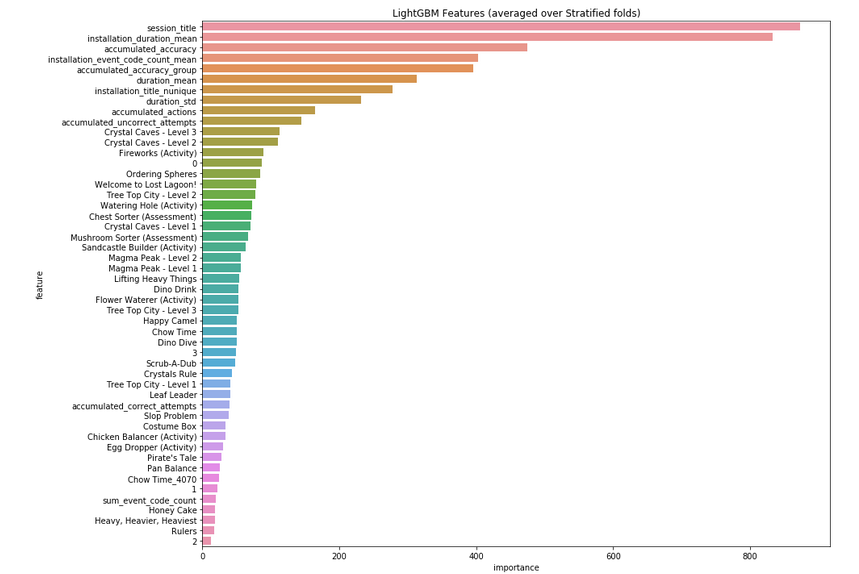 LightGBM Features (averaged over Stratified folds)
session_title
installation_duration_mean
accumulated_accuracy
installation_event_code_count_mean
accumulated_accuracy_group
duration_mean
installation_title_nunique
duration_std
accumulated_actions
accumulated_uncorrect_attempts
Crystal Caves - Level 3
Crystal Caves - Level 2
Fireworks (Activity)
0
Ordering Spheres
Welcome to Lost Lagoon!
Tree Top City - Level 2
Watering Hole (Activity)
Chest Sorter (Assessment)
Crystal Caves - Level 1
Mushroom Sorter (Assessment)
Sandcastle Builder (Activity)
Magma Peak - Level 2
Magma Peak - Level 1
Lifting Heavy Things
Dino Drink
Flower Waterer (Activity)
Tree Top City - Level 3
Happy Camel
Chow Time
Dino Dive
3
Scrub-A-Dub
Crystals Rule
Tree Top City - Level 1
Leaf Leader
accumulated_correct_attempts
Slop Problem
Costume Box
Chicken Balancer (Activity)
Egg Dropper (Activity)
Pirate's Tale
Pan Balance
Chow Time_4070
1
sum_event_code_count
Honey Cake
Heavy, Heavier, Heaviest
Rulers
2
feature
0 200 400 600 800
importance